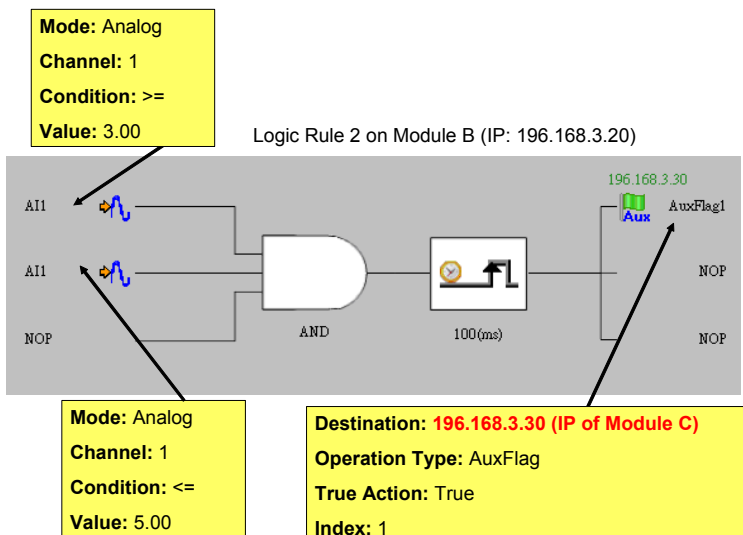 Mode: Analog
Channel: 1
Condition: >=
Value: 3.00
Logic Rule 2 on Module B (IP: 196.168.3.20)
196.168.3.30
AI1
Aux
AuxFlag1
AI1
NOP
NOP
AND
100(ms)
NOP
Mode: Analog
Channel: 1
Condition: <=
Value: 5.00
Destination: 196.168.3.30 (IP of Module C)
Operation Type: AuxFlag
True Action: True
Index: 1